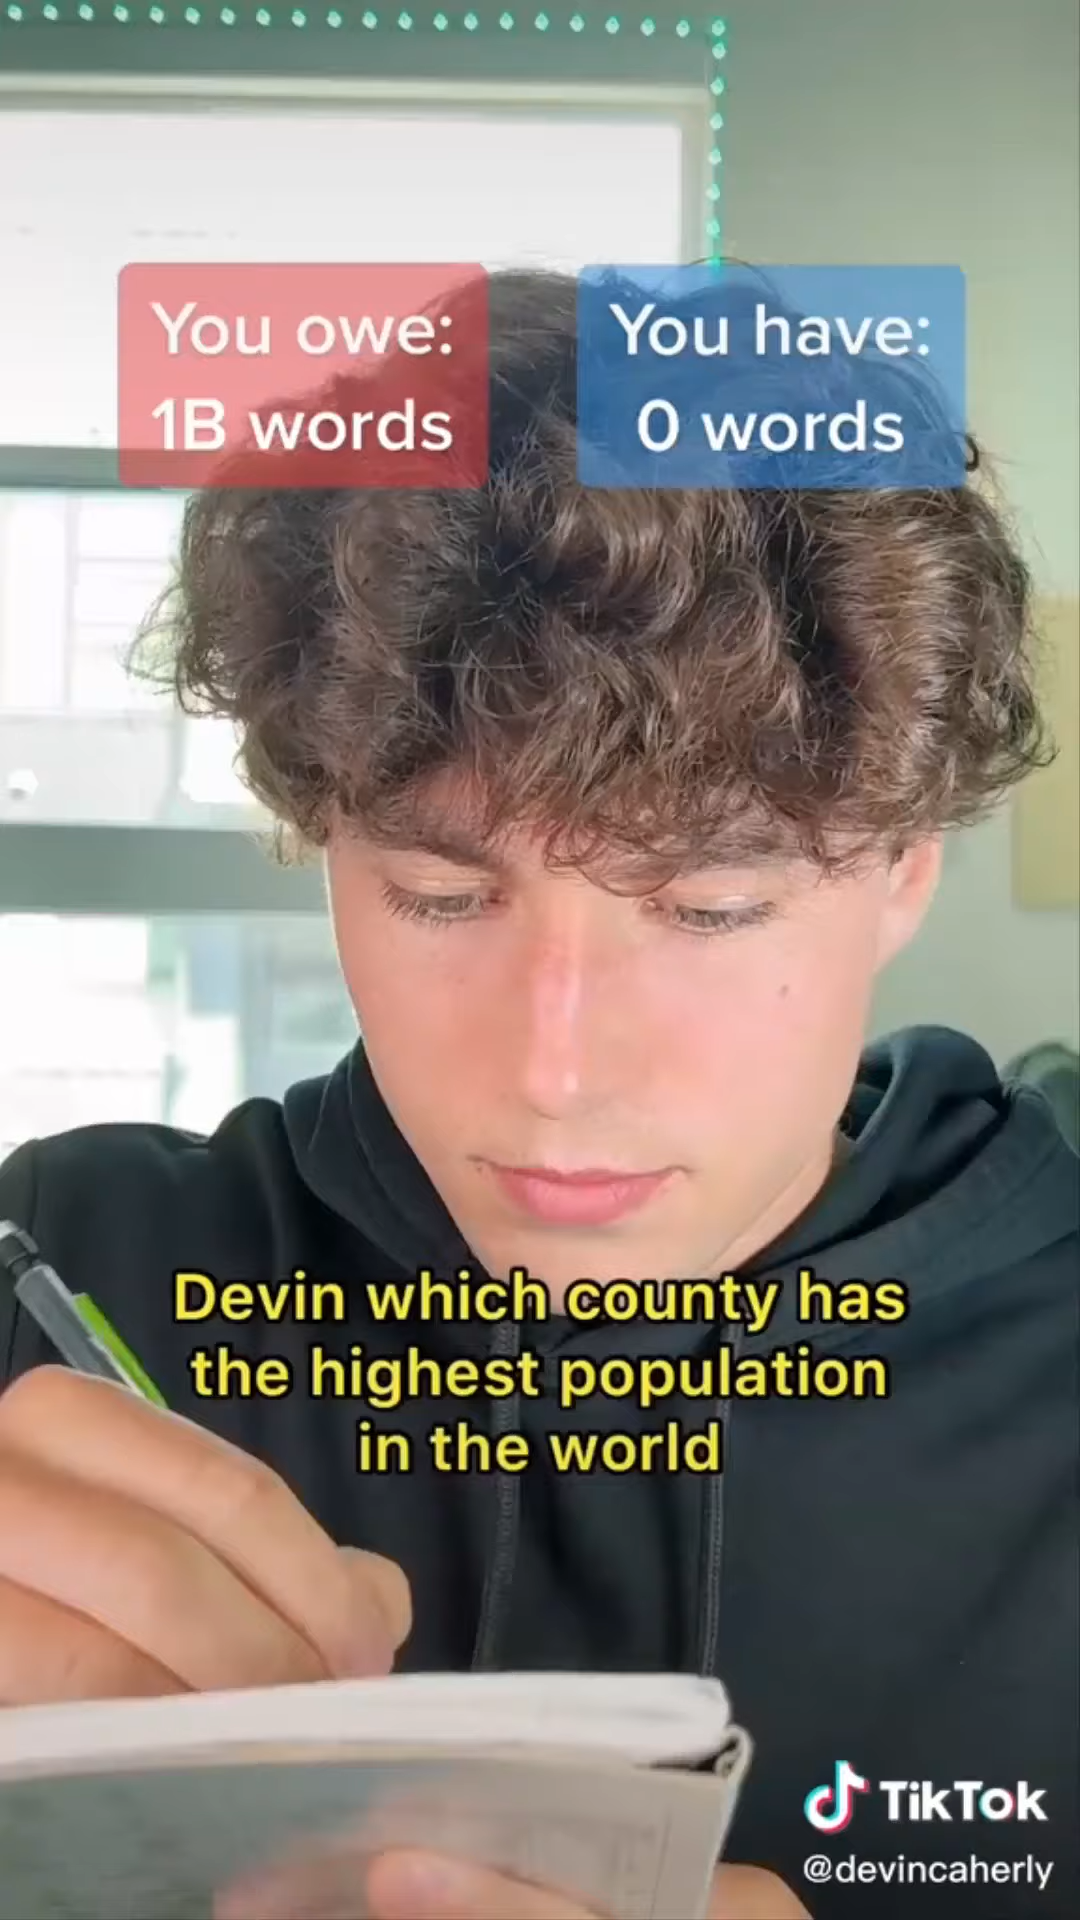 You owe:
1B words
You have:
0 words
Devin which county has
the highest population
in the world
TikTok
@devincaherly